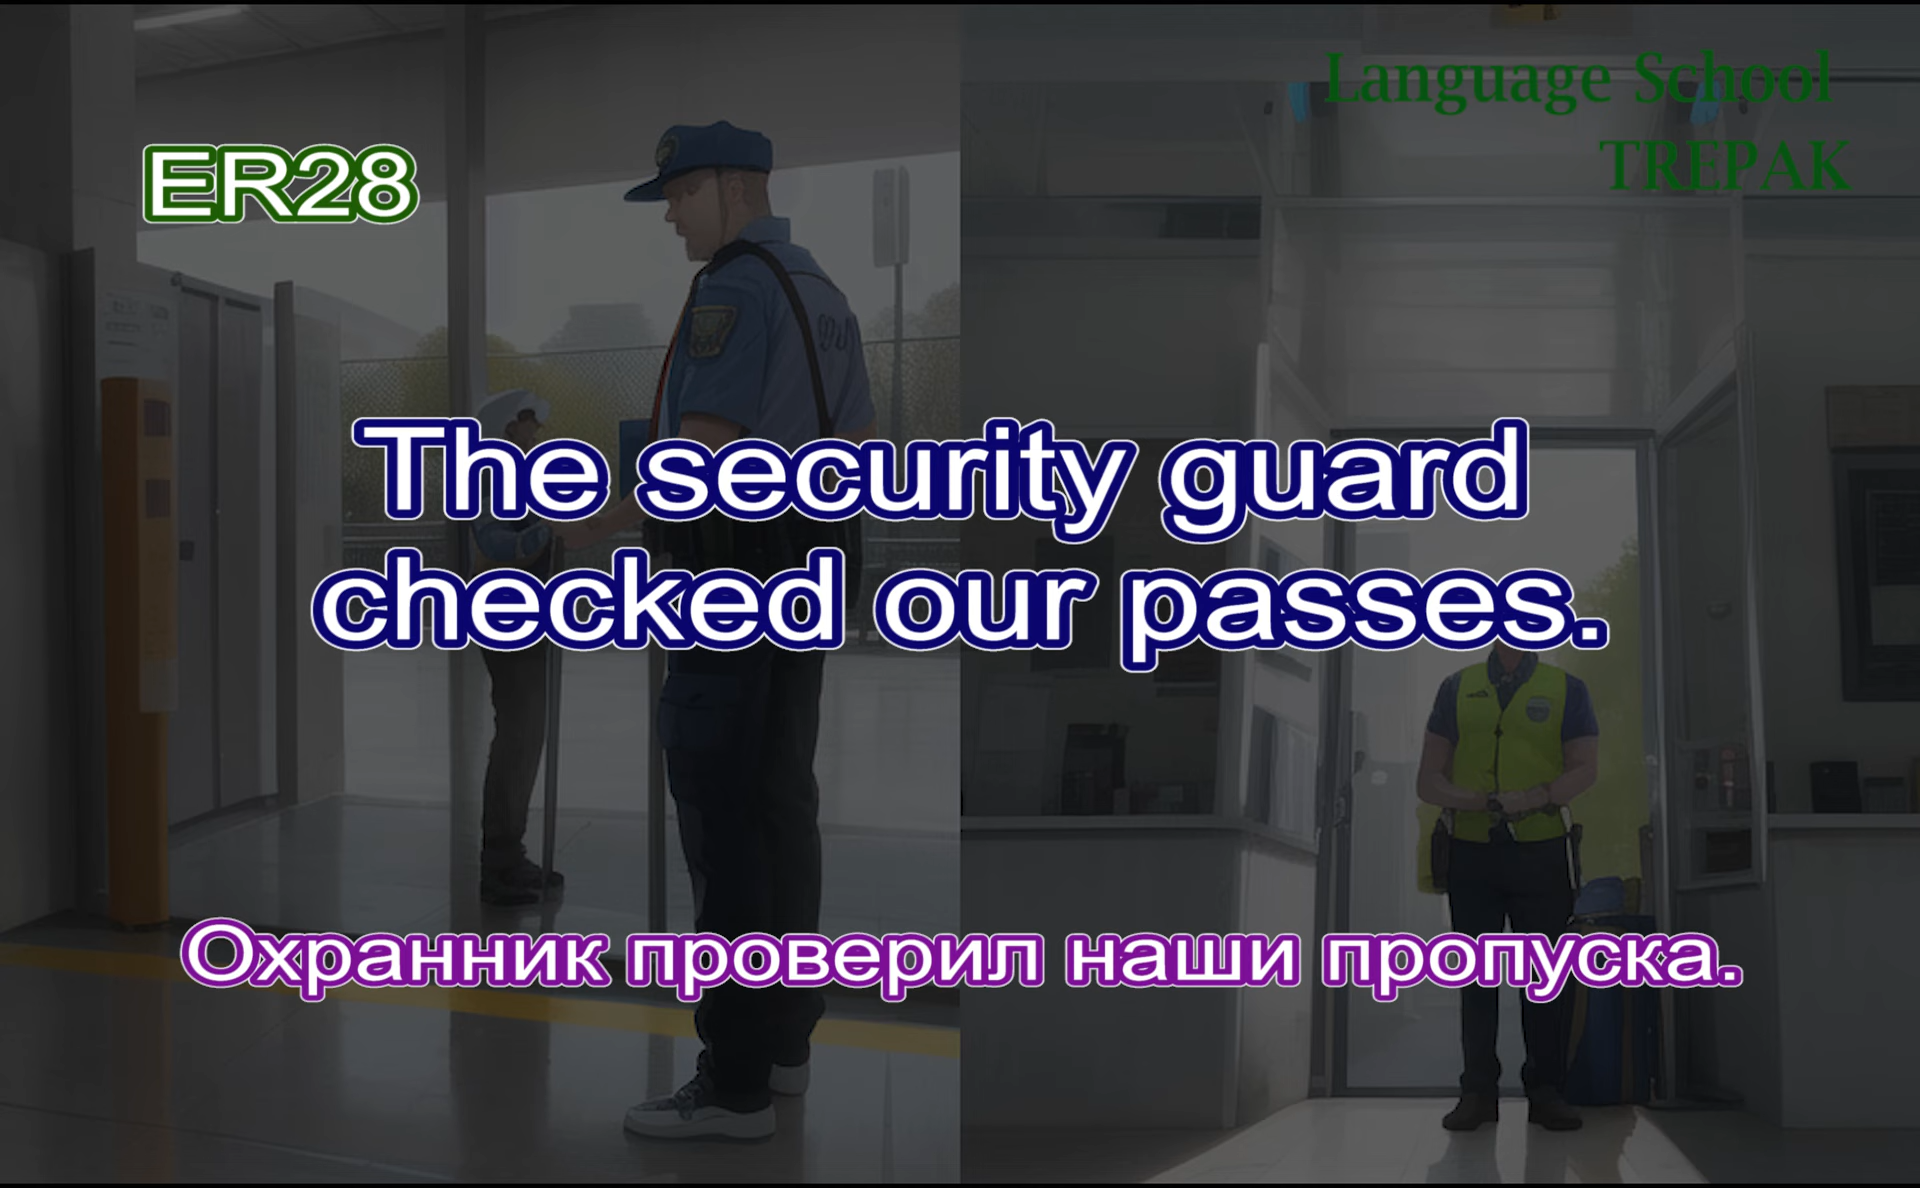 Language School
TREPAK
ER28
The security guard
checked our passes.
Охранник проверил наши пропуска.